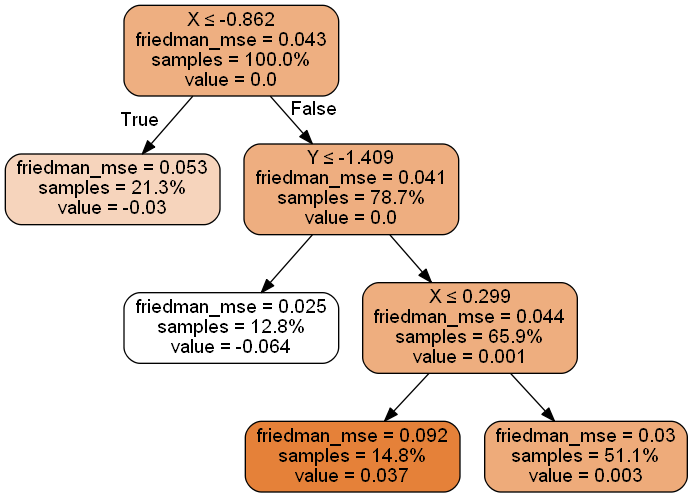 X ≤ -0.862
friedman_mse = 0.043
samples = 100.0%
value = 0.0
True
False
friedman_mse = 0.053
samples = 21.3%
value = -0.03
Y ≤ -1.409
friedman_mse = 0.041
samples = 78.7%
value = 0.0
friedman_mse = 0.025
samples = 12.8%
value = -0.064
X ≤ 0.299
friedman_mse = 0.044
samples = 65.9%
value = 0.001
friedman_mse = 0.092
samples = 14.8%
value = 0.037
friedman_mse = 0.03
samples = 51.1%
value = 0.003